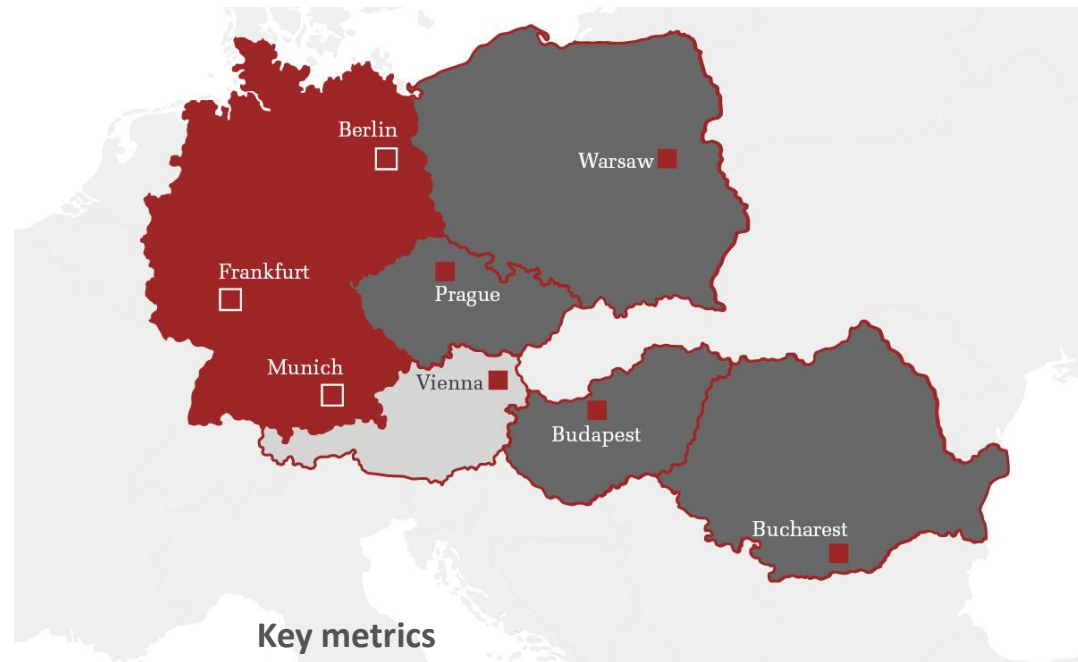 Berlin
Warsaw
Frankfurt
Prague
Munich
Vienna
Budapest
Bucharest
Key metrics